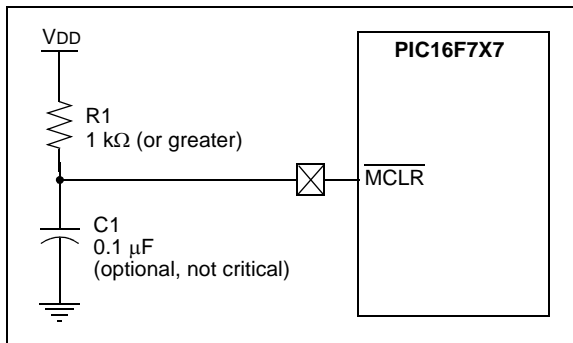 VDD
PIC16F7X7
R1
1 kΩ (or greater)
MCLR
C1
0.1 μF
(optional, not critical)